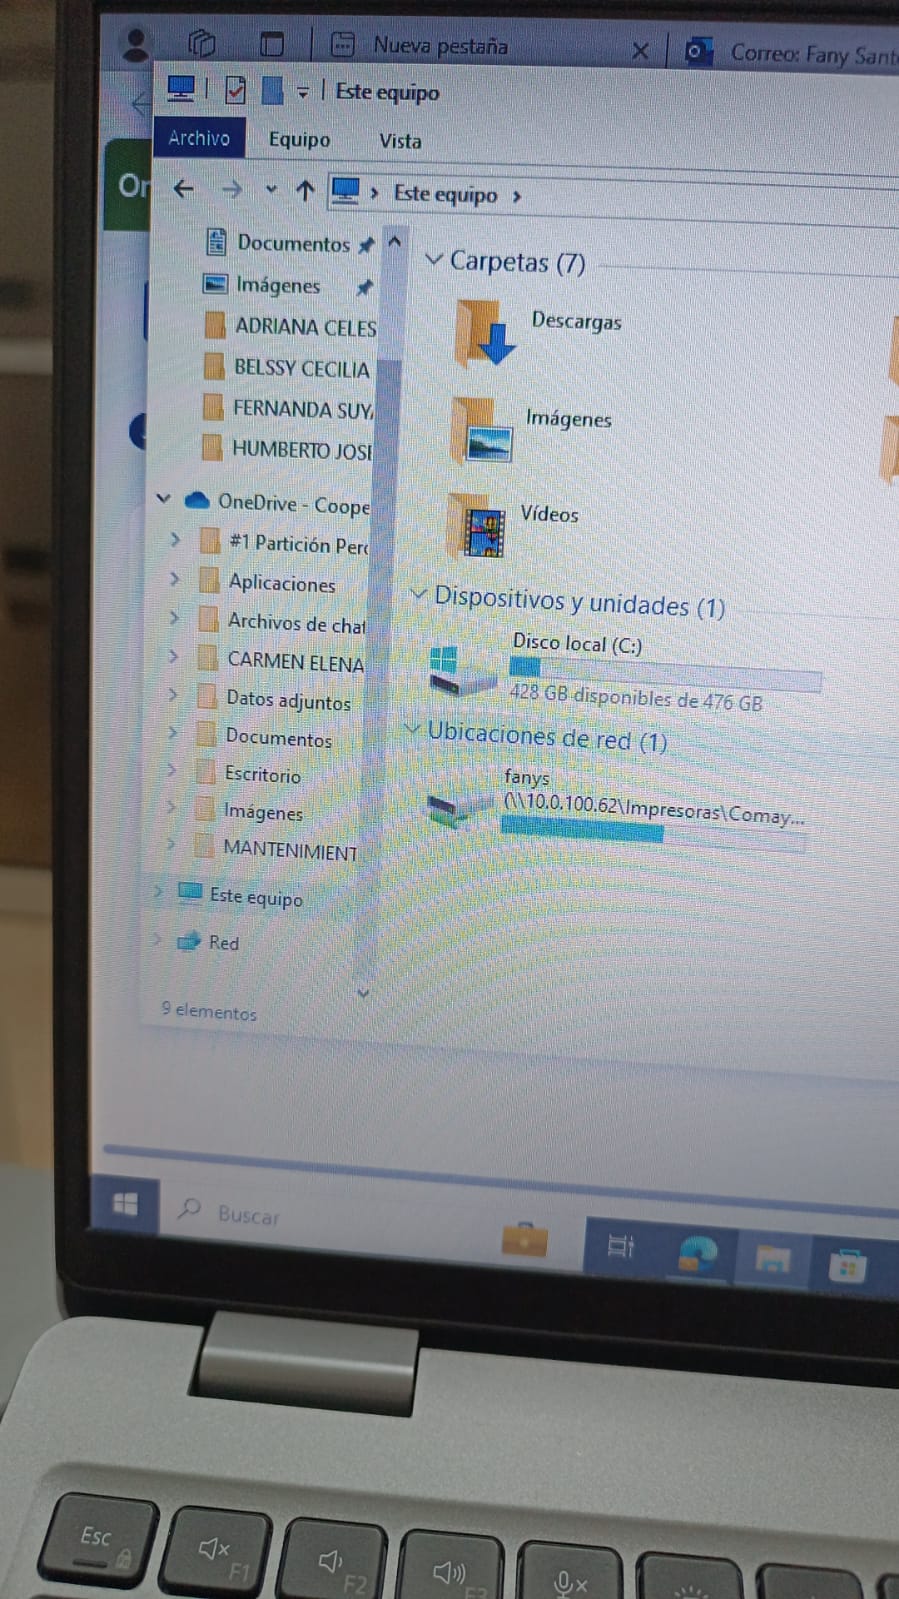 Nueva pestaña
Correo: Fany Sant
Este equipo
Archivo Equipo Vista
Este equipo
Documentos
Imágenes
ADRIANA CELES
BELSSY CECILIA
FERNANDA SUY
HUMBERTO JOSE
OneDrive - Coope
#1 Partición Per
Aplicaciones
Archivos de chat
CARMEN ELENA
Datos adjuntos
Documentos
Escritorio
Imágenes
MANTENIMIENT
Este equipo
Red
9 elementos
Carpetas (7)
Descargas
Imágenes
Vídeos
Dispositivos y unidades (1)
Disco local (C:)
428 GB disponibles de 476 GB
Ubicaciones de red (1)
fanys
(\\10.0.100.62\Impresoras\Comay...
Buscar
Esc
F1
F2
F3